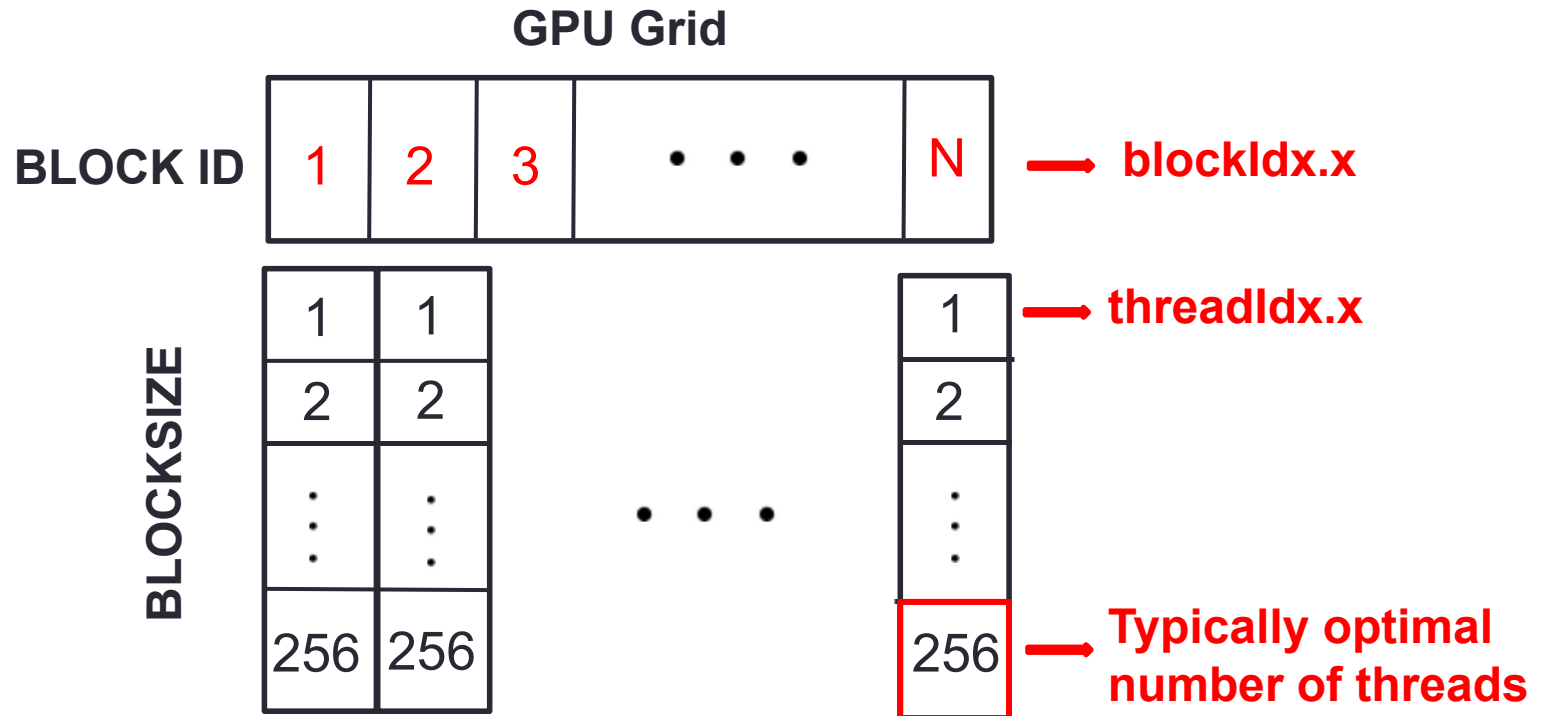 GPU Grid
BLOCK ID 1 2 3 • • • N blockIdx.x
BLOCKSIZE
1 1 1 threadIdx.x
2 2 2
256 256 256 Typically optimal
number of threads